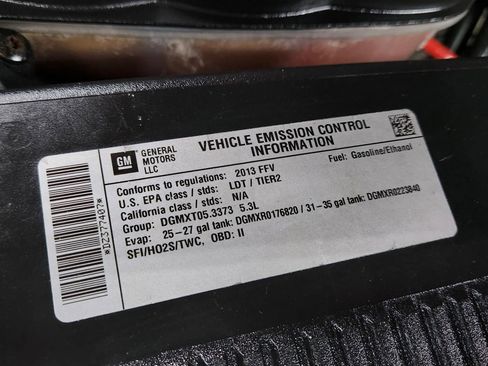 GM
GENERAL MOTORS LLC
VEHICLE EMISSION CONTROL INFORMATION
Conforms to regulations: 2013 FFV
Fuel: Gasoline/Ethanol
U.S. EPA class / stds: LDT / TIER2
California class / stds: N/A
Group: DGMXT05.3373 5.3L
Evap: 25-27 gal tank: DGMXR0176820 / 31-35 gal tank: DGMXR0223840
SFI/HO2S/TWC, OBD: II
*DZ377407*